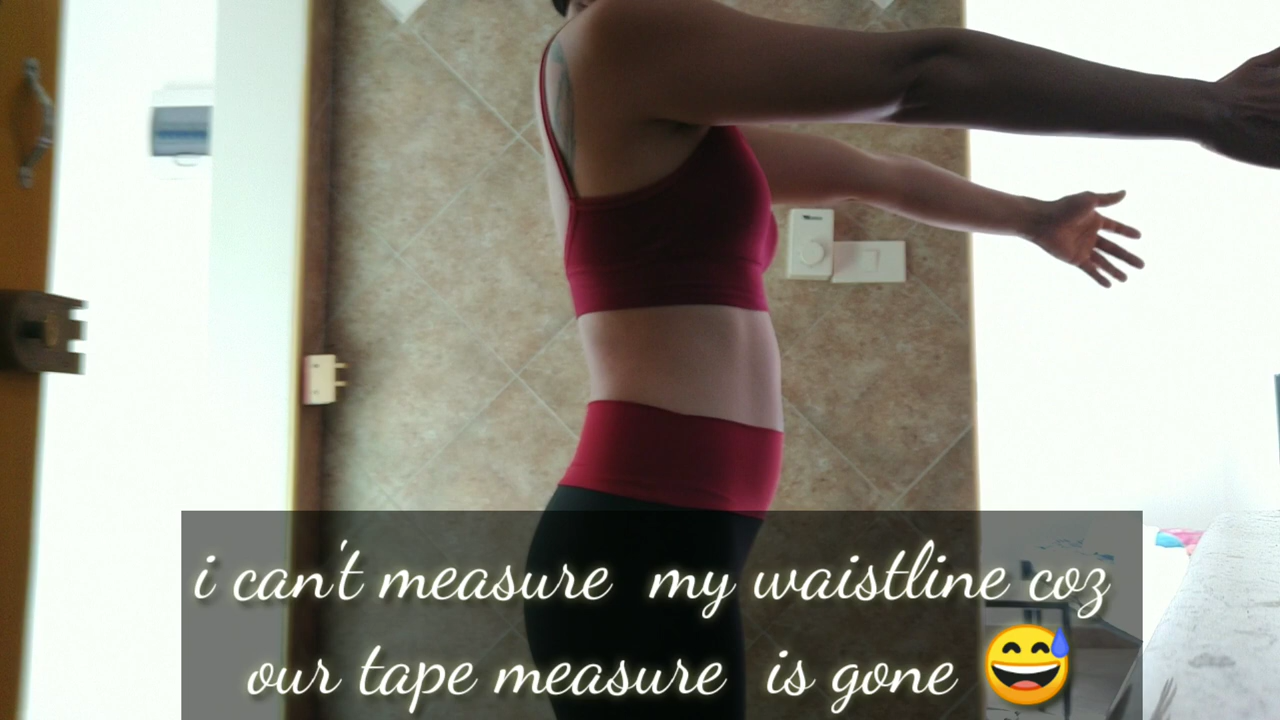 i can't measure my waistline coz
our tape measure is gone 😅